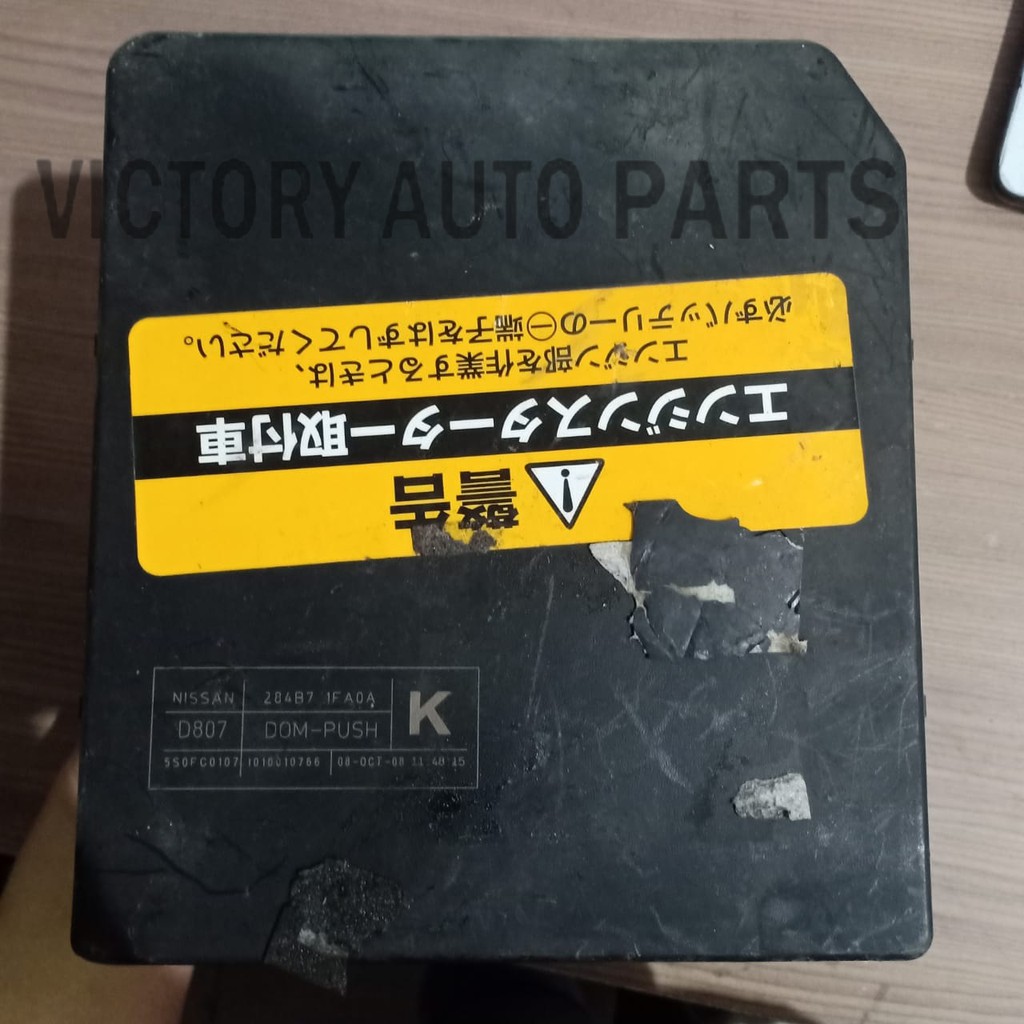 VICTORY AUTO PARTS
警告
エンジンスターター取付車
エンジン部を作業するときは、
必ずバッテリーの⊖端子をはずしてください。
NISSAN 284B7 1FA0A K
D807 DOM-PUSH
5S0FC0107 1010010766 08-OCT-08 11:48:15